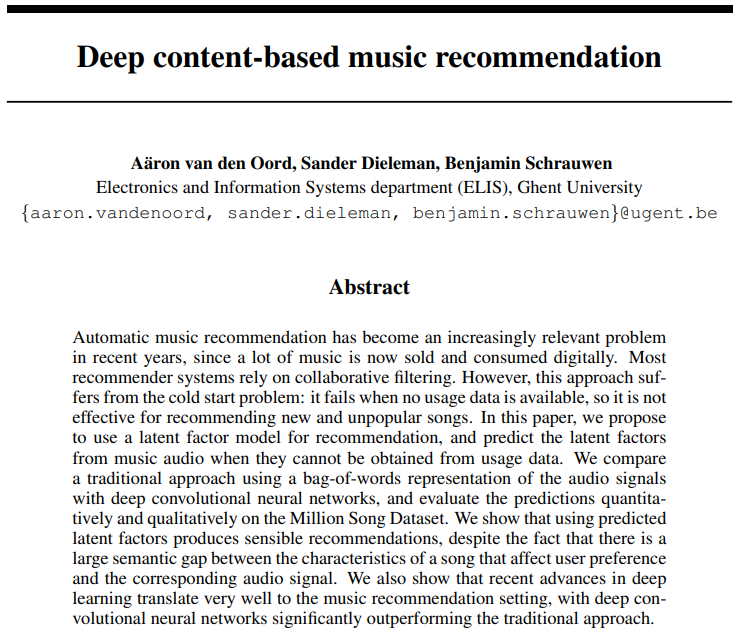 Deep content-based music recommendation
Aäron van den Oord, Sander Dieleman, Benjamin Schrauwen
Electronics and Information Systems department (ELIS), Ghent University
{aaron.vandenoord, sander.dieleman, benjamin.schrauwen}@ugent.be
Abstract
Automatic music recommendation has become an increasingly relevant problem
in recent years, since a lot of music is now sold and consumed digitally. Most
recommender systems rely on collaborative filtering. However, this approach suf-
fers from the cold start problem: it fails when no usage data is available, so it is not
effective for recommending new and unpopular songs. In this paper, we propose
to use a latent factor model for recommendation, and predict the latent factors
from music audio when they cannot be obtained from usage data. We compare
a traditional approach using a bag-of-words representation of the audio signals
with deep convolutional neural networks, and evaluate the predictions quantita-
tively and qualitatively on the Million Song Dataset. We show that using predicted
latent factors produces sensible recommendations, despite the fact that there is a
large semantic gap between the characteristics of a song that affect user preference
and the corresponding audio signal. We also show that recent advances in deep
learning translate very well to the music recommendation setting, with deep con-
volutional neural networks significantly outperforming the traditional approach.